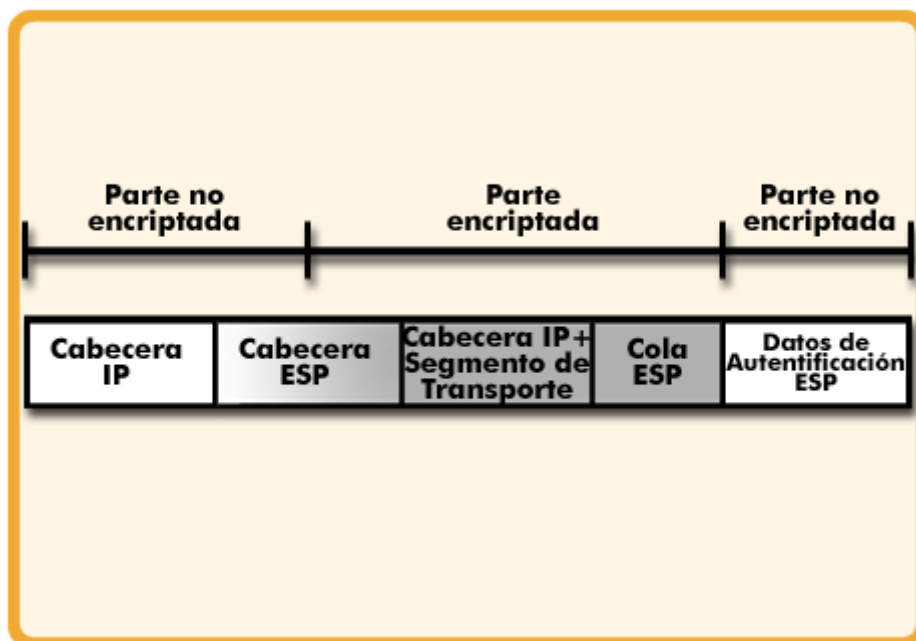 Parte no
encriptada
Parte
encriptada
Parte no
encriptada
Cabecera
IP
Cabecera
ESP
Cabecera IP+
Segmento de
Transporte
Cola
ESP
Datos de
Autentificación
ESP